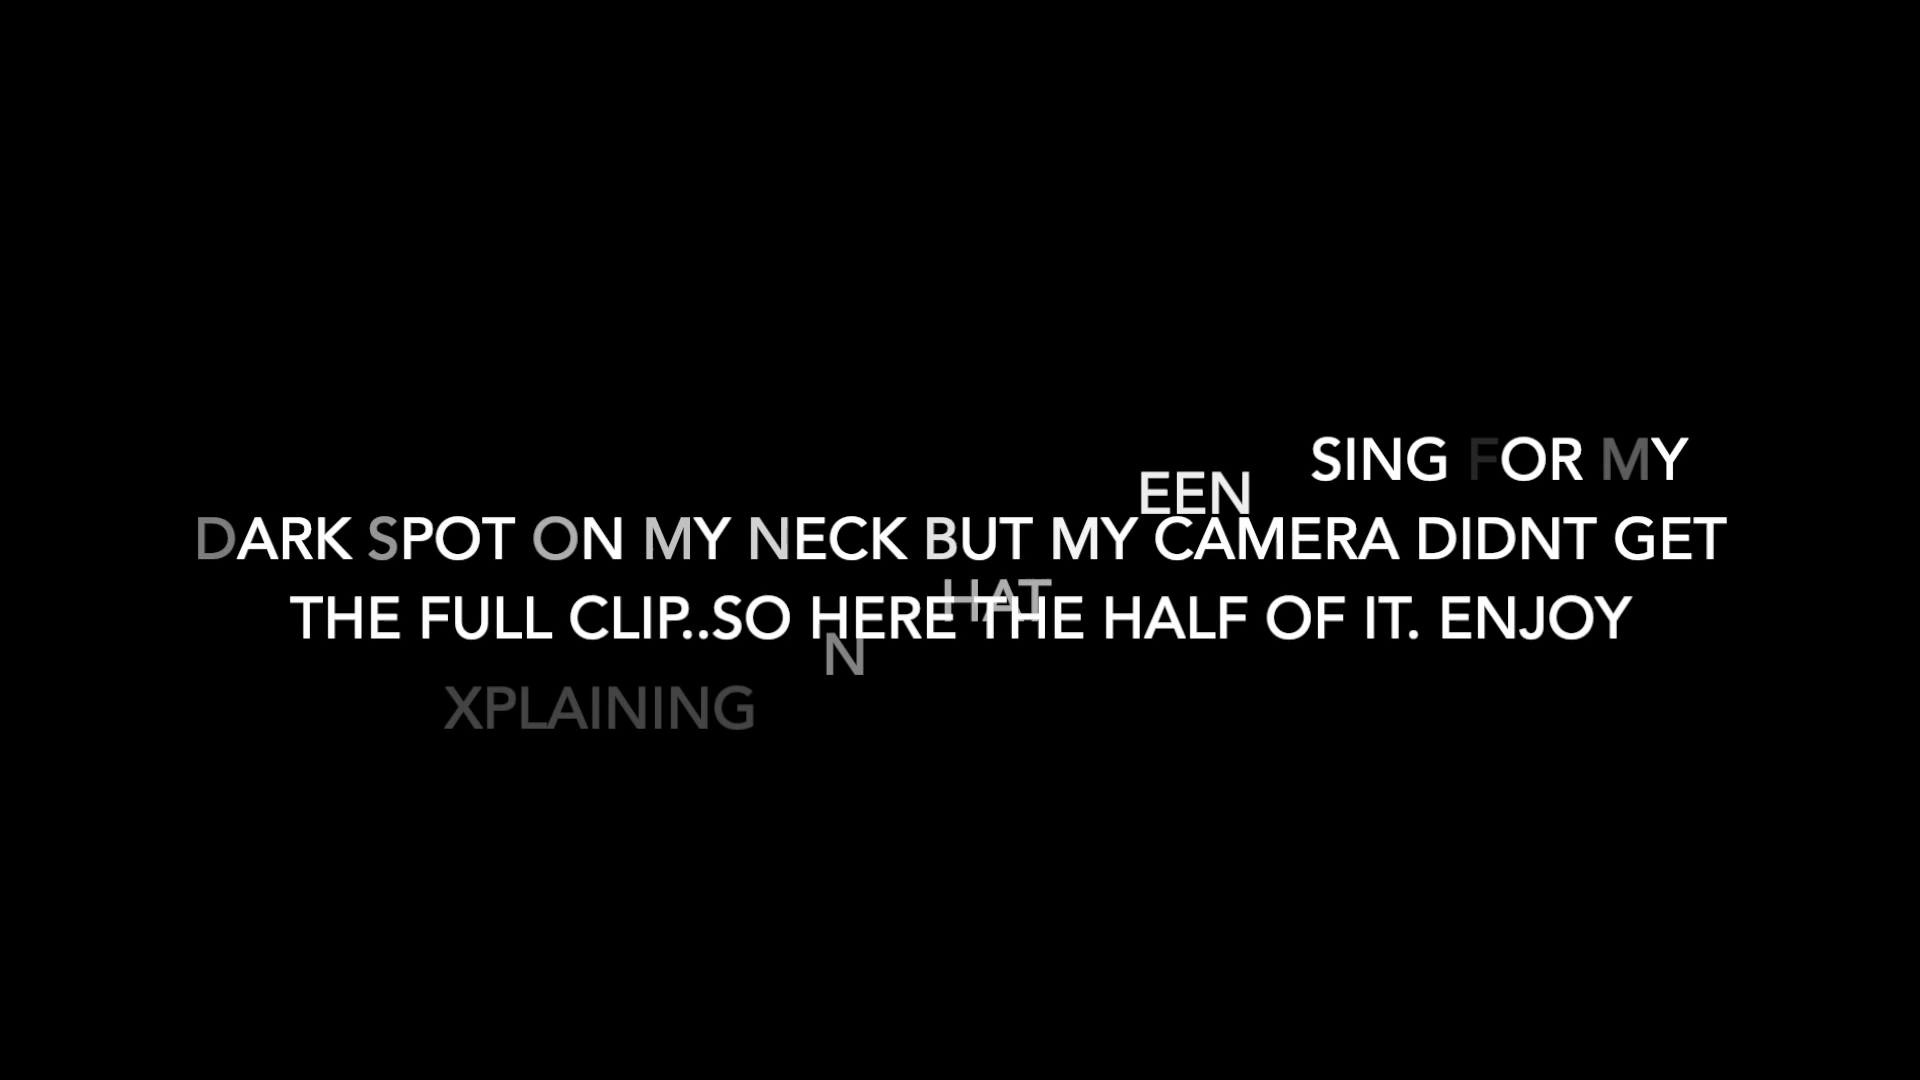 SING FOR MY
EEN
DARK SPOT ON MY NECK BUT MY CAMERA DIDNT GET
HAT
THE FULL CLIP..SO HERE THE HALF OF IT. ENJOY
N
XPLAINING